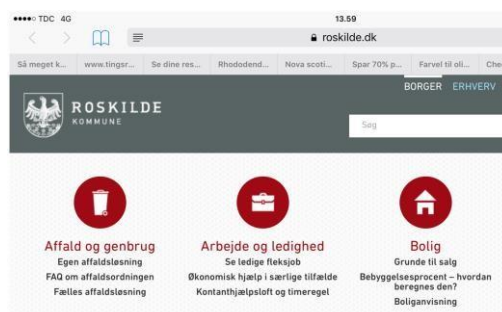 TDC 4G
13.59
roskilde.dk
Så meget k...
www.tingsr...
Se dine res...
Rhododend...
Nova scoti...
Spar 70% p...
Farvel til oli...
Che
BORGER ERHVERV
ROSKILDE
KOMMUNE
Søg
Affald og genbrug
Egen affaldsløsning
FAQ om affaldsordningen
Fælles affaldsløsning
Arbejde og ledighed
Se ledige fleksjob
Økonomisk hjælp i særlige tilfælde
Kontanthjælpsloft og timeregel
Bolig
Grunde til salg
Bebyggelsesprocent – hvordan
beregnes den?
Boliganvisning